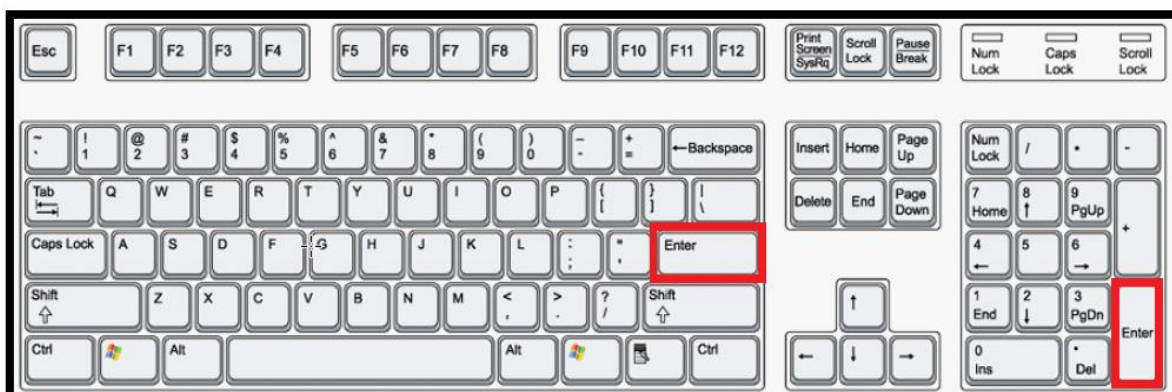 Esc F1 F2 F3 F4 F5 F6 F7 F8 F9 F10 F11 F12 Print Screen SysRq Scroll Lock Pause Break Num Lock Caps Lock Scroll Lock
~ ` ! 1 @ 2 # 3 $ 4 % 5 ^ 6 & 7 * 8 ( 9 ) 0 _ - + = ←Backspace Insert Home Page Up Num Lock / * -
Tab Q W E R T Y U I O P { [ } ] | \ Delete End Page Down 7 Home 8 ↑ 9 PgUp +
Caps Lock A S D F G H J K L : ; " ' Enter 4 ← 5 6 →
Shift Z X C V B N M < , > . ? / Shift ↑ 1 End 2 ↓ 3 PgDn Enter
Ctrl Alt Alt Ctrl ← ↓ → 0 Ins . Del